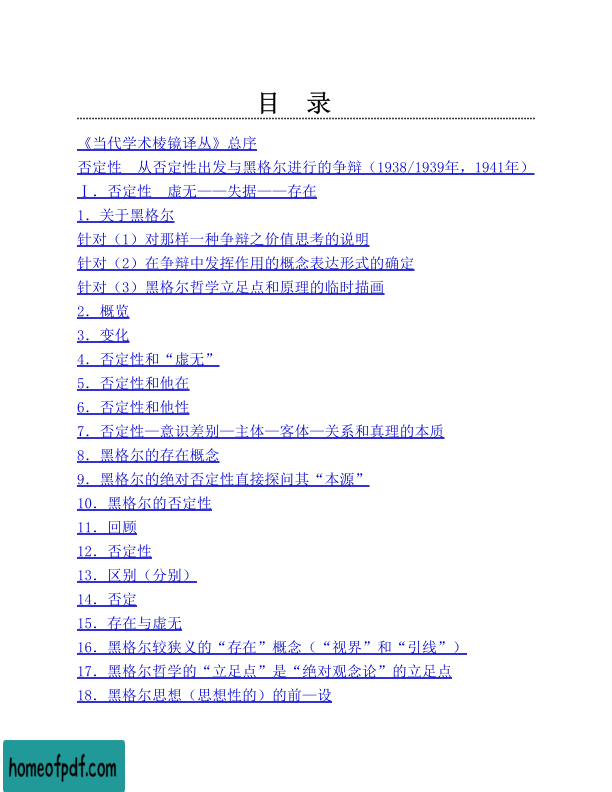 目 录
《当代学术棱镜译丛》总序
否定性 从否定性出发与黑格尔进行的争辩（1938/1939年，1941年）
Ⅰ．否定性 虚无——失据——存在
1．关于黑格尔
针对（1）对那样一种争辩之价值思考的说明
针对（2）在争辩中发挥作用的概念表达形式的确定
针对（3）黑格尔哲学立足点和原理的临时描画
2．概览
3．变化
4．否定性和“虚无”
5．否定性和他在
6．否定性和他性
7．否定性—意识差别—主体—客体—关系和真理的本质
8．黑格尔的存在概念
9．黑格尔的绝对否定性直接探问其“本源”
10．黑格尔的否定性
11．回顾
12．否定性
13．区别（分别）
14．否定
15．存在与虚无
16．黑格尔较狭义的“存在”概念（“视界”和“引线”）
17．黑格尔哲学的“立足点”是“绝对观念论”的立足点
18．黑格尔思想（思想性的）的前—设
homeofpdf.com